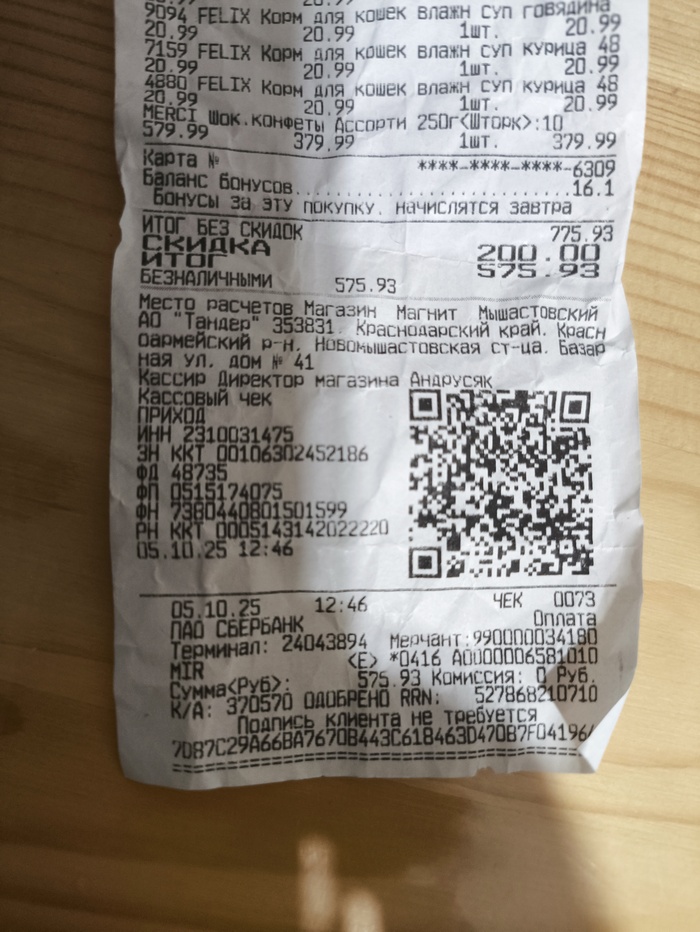 9094 FELIX Корм для кошек влажн суп говядина
20.99 20.99 1шт. 20.99
7159 FELIX Корм для кошек влажн суп курица 48
20.99 20.99 1шт. 20.99
4880 FELIX Корм для кошек влажн суп курица 48
20.99 20.99 1шт. 20.99
MERCI Шок.конфеты Ассорти 250г<Шторк>:10
579.99 379.99 1шт. 379.99
Карта № ****-****-****-6309
Баланс бонусов..............................16.1
Бонусы за эту покупку. начислятся завтра
ИТОГ БЕЗ СКИДОК 775.93
СКИДКА 200.00
ИТОГ 575.93
БЕЗНАЛИЧНЫМИ 575.93
Место расчетов Магазин Магнит Мышастовский
АО "Тандер" 353831. Краснодарский край. Красн
оармейский р-н. Новомышастовская ст-ца. Базар
ная ул. дом № 41
Кассир Директор магазина Андрусяк
Кассовый чек
ПРИХОД
ИНН 2310031475
ЗН ККТ 00106302452186
ФД 48735
ФП 0515174075
ФН 7380440801501599
РН ККТ 0005143142022220
05.10.25 12:46
05.10.25 12:46 ЧЕК 0073
ПАО СБЕРБАНК Оплата
Терминал: 24043894 Мерчант:990000034180
<E> *0416 A0000006581010
MIR
Сумма<Руб>: 575.93 Комиссия: 0 Руб.
К/А: 370570 ОДОБРЕНО RRN: 527868210710
Подпись клиента не требуется
7DB7C29A66BA7670B443C618463D470B7F04196/